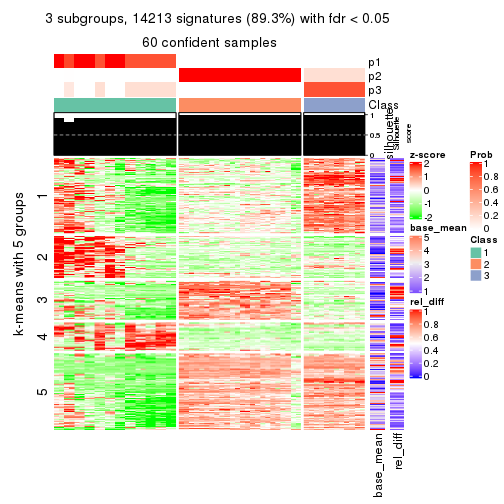 3 subgroups, 14213 signatures (89.3%) with fdr < 0.05
60 confident samples
p1
p2
p3
Class
1
0.5
0
silhouette
Silhouette
score
k-means with 5 groups
1
2
3
4
5
base_mean
rel_diff
z-score
2
1
0
-1
-2
base_mean
5
4
3
2
1
rel_diff
1
0.8
0.6
0.4
0.2
0
Prob
1
0.8
0.6
0.4
0.2
0
Class
1
2
3